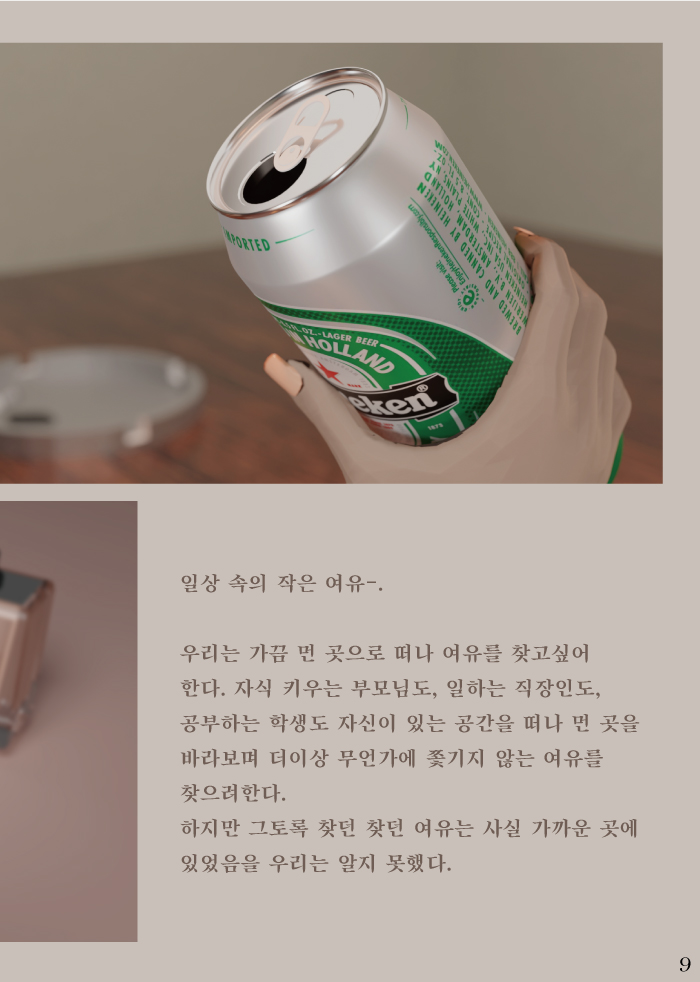 IMPORTED
FL.OZ.-LAGER BEER
HOLLAND
eken®
1873
일상 속의 작은 여유-.
우리는 가끔 먼 곳으로 떠나 여유를 찾고싶어
한다. 자식 키우는 부모님도, 일하는 직장인도,
공부하는 학생도 자신이 있는 공간을 떠나 먼 곳을
바라보며 더이상 무언가에 쫓기지 않는 여유를
찾으려한다.
하지만 그토록 찾던 찾던 여유는 사실 가까운 곳에
있었음을 우리는 알지 못했다.
9